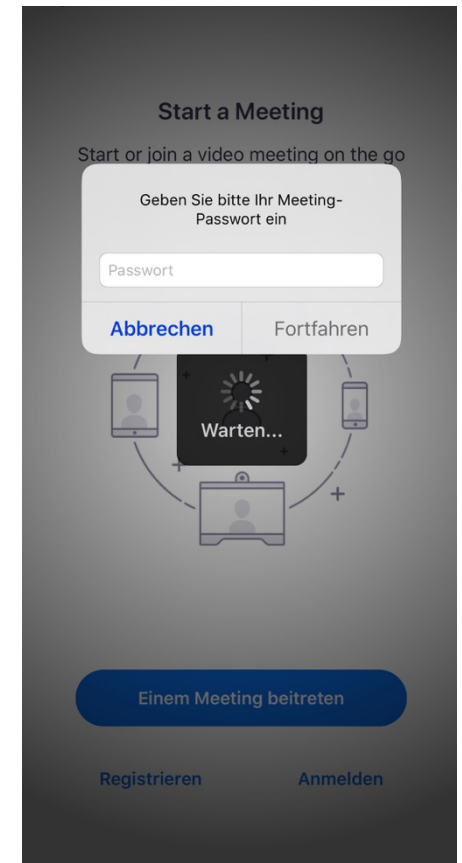 Start a Meeting
Start or join a video meeting on the go
Geben Sie bitte Ihr Meeting-
Passwort ein
Passwort
Abbrechen
Fortfahren
Warten...
Einem Meeting beitreten
Registrieren
Anmelden